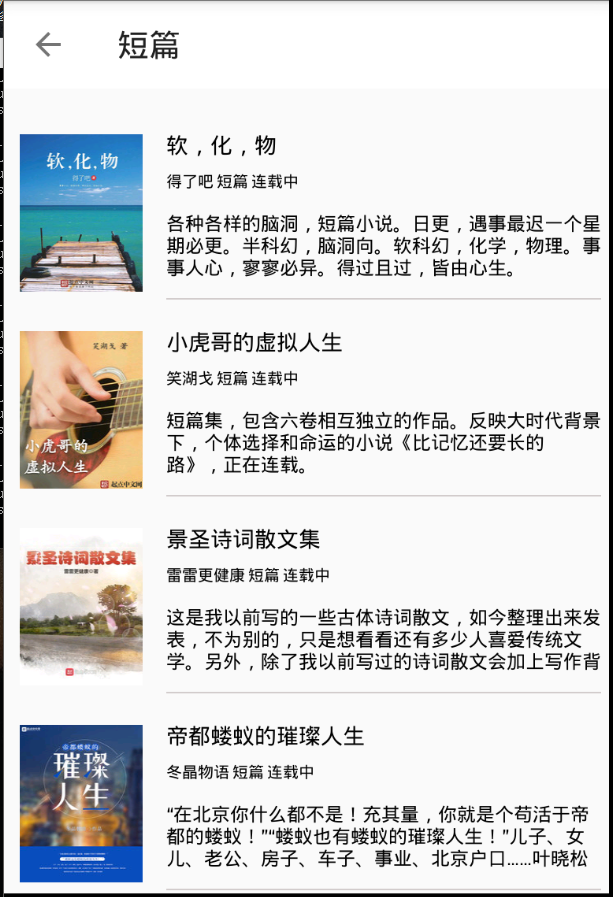 短篇
软,化,物
得了吧
软，化，物
得了吧 短篇 连载中
各种各样的脑洞，短篇小说。日更，遇事最迟一个星
期必更。半科幻，脑洞向。软科幻，化学，物理。事
事人心，寥寥必异。得过且过，皆由心生。
笑湖戈 著
小虎哥的
虚拟人生
起点中文网
小虎哥的虚拟人生
笑湖戈 短篇 连载中
短篇集，包含六卷相互独立的作品。反映大时代背景
下，个体选择和命运的小说《比记忆还要长的
路》，正在连载。
景圣诗词散文集
雷雷更健康◎著
景圣诗词散文集
雷雷更健康 短篇 连载中
这是我以前写的一些古体诗词散文，如今整理出来发
表，不为别的，只是想看看还有多少人喜爱传统文
学。另外，除了我以前写过的诗词散文会加上写作背
帝都蝼蚁的
璀璨
人生
帝都蝼蚁的璀璨人生
冬晶物语 短篇 连载中
“在北京你什么都不是！充其量，你就是个苟活于帝
都的蝼蚁！”“蝼蚁也有蝼蚁的璀璨人生！”儿子、女
儿、老公、房子、车子、事业、北京户口......叶晓松